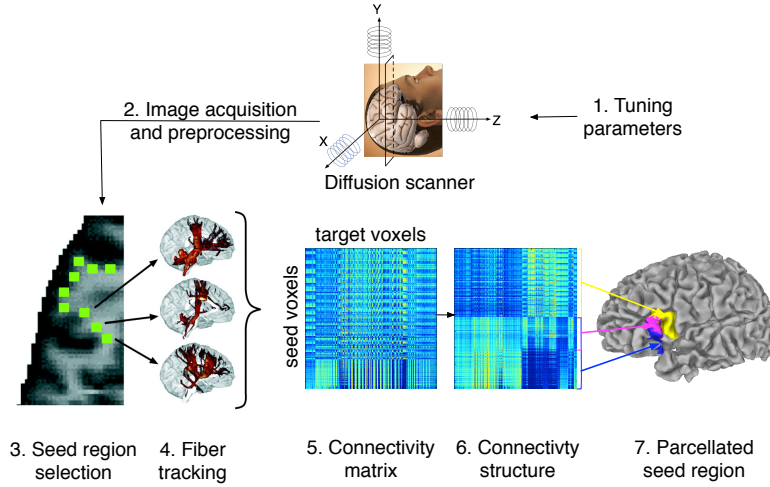 Y
1. Tuning
parameters
2. Image acquisition
and preprocessing
X
Z
Diffusion scanner
target voxels
seed voxels
3. Seed region
selection
4. Fiber
tracking
5. Connectivity
matrix
6. Connectivty
structure
7. Parcellated
seed region